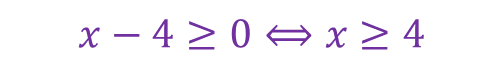 x − 4 ≥ 0 ⟺ x ≥ 4